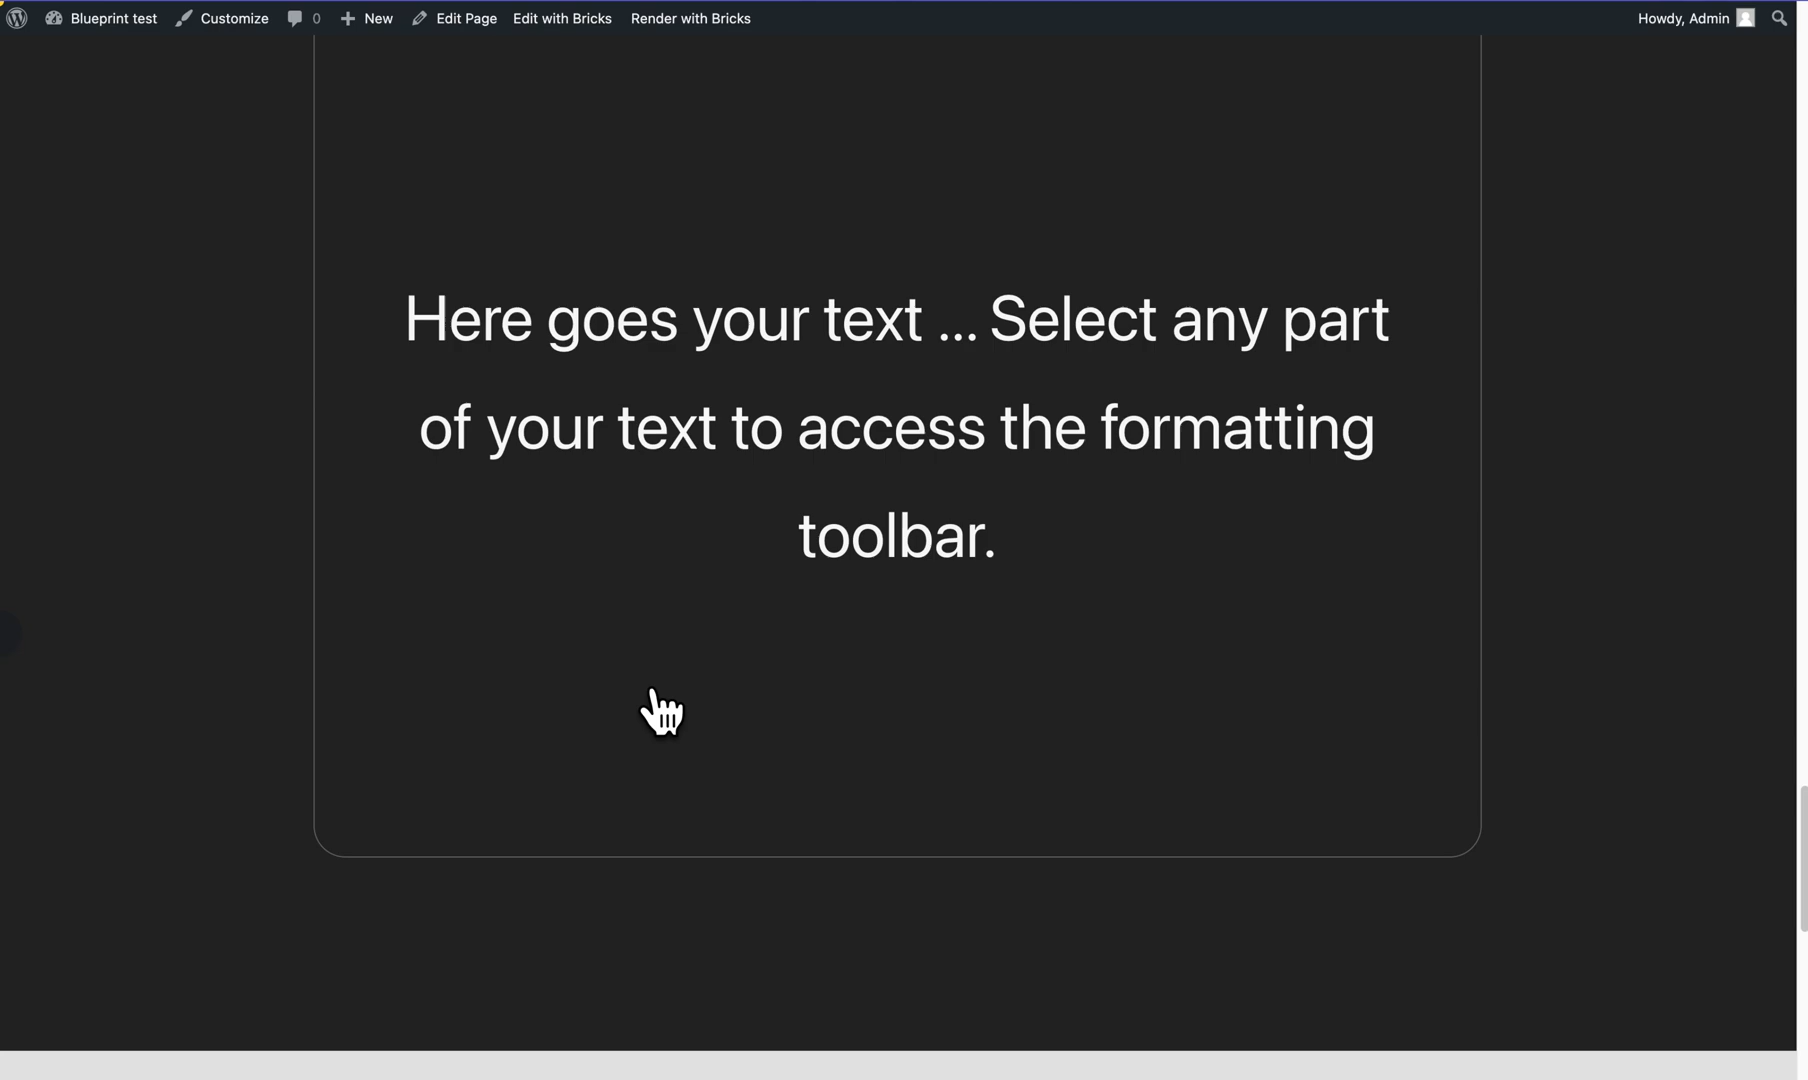 Blueprint test Customize 0 New Edit Page Edit with Bricks Render with Bricks Howdy, Admin
Here goes your text ... Select any part
of your text to access the formatting
toolbar.